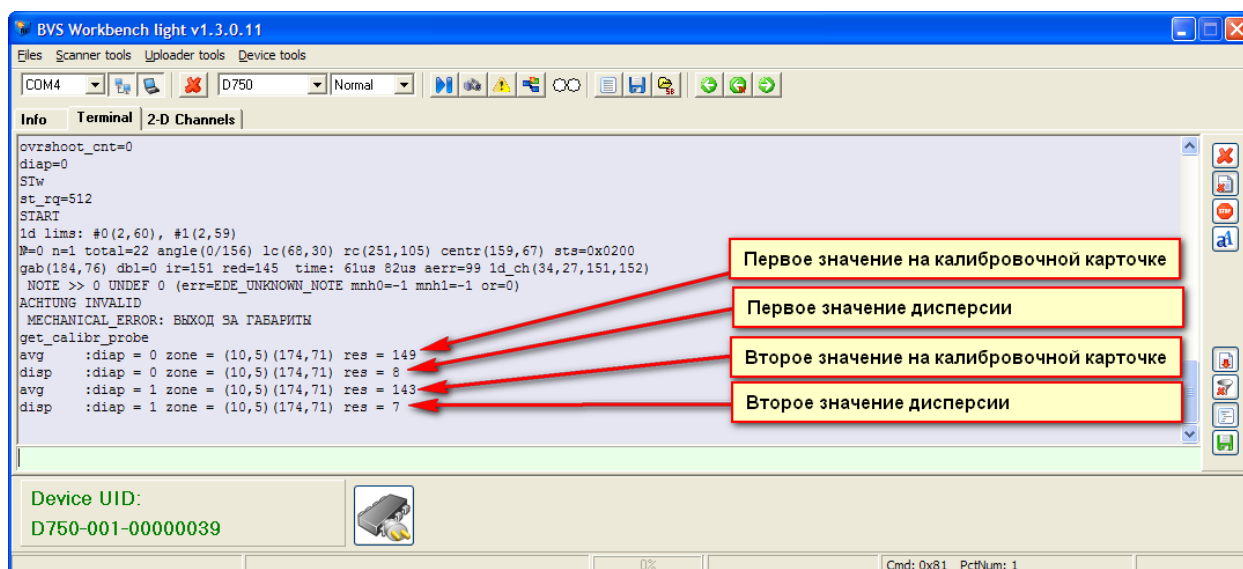 BVS Workbench light v1.3.0.11
Files Scanner tools Uploader tools Device tools
COM4 D750 Normal
Info Terminal 2-D Channels
ovrshoot_cnt=0
diap=0
STw
st_rq=512
START
1d lims: #0(2,60), #1(2,59)
№=0 n=1 total=22 angle(0/156) lc(68,30) rc(251,105) centr(159,67) sts=0x0200
gab(184,76) dbl=0 ir=151 red=145 time: 61us 82us aerr=99 1d_ch(34,27,151,152)
NOTE >> 0 UNDEF 0 (err=EDE_UNKNOWN_NOTE mnh0=-1 mnh1=-1 or=0)
ACHTUNG INVALID
MECHANICAL_ERROR: ВЫХОД ЗА ГАБАРИТЫ
get_calibr_probe
avg :diap = 0 zone = (10,5)(174,71) res = 149
disp :diap = 0 zone = (10,5)(174,71) res = 8
avg :diap = 1 zone = (10,5)(174,71) res = 143
disp :diap = 1 zone = (10,5)(174,71) res = 7
Первое значение на калибровочной карточке
Первое значение дисперсии
Второе значение на калибровочной карточке
Второе значение дисперсии
Device UID:
D750-001-00000039
0%
Cmd: 0x81 PctNum: 1